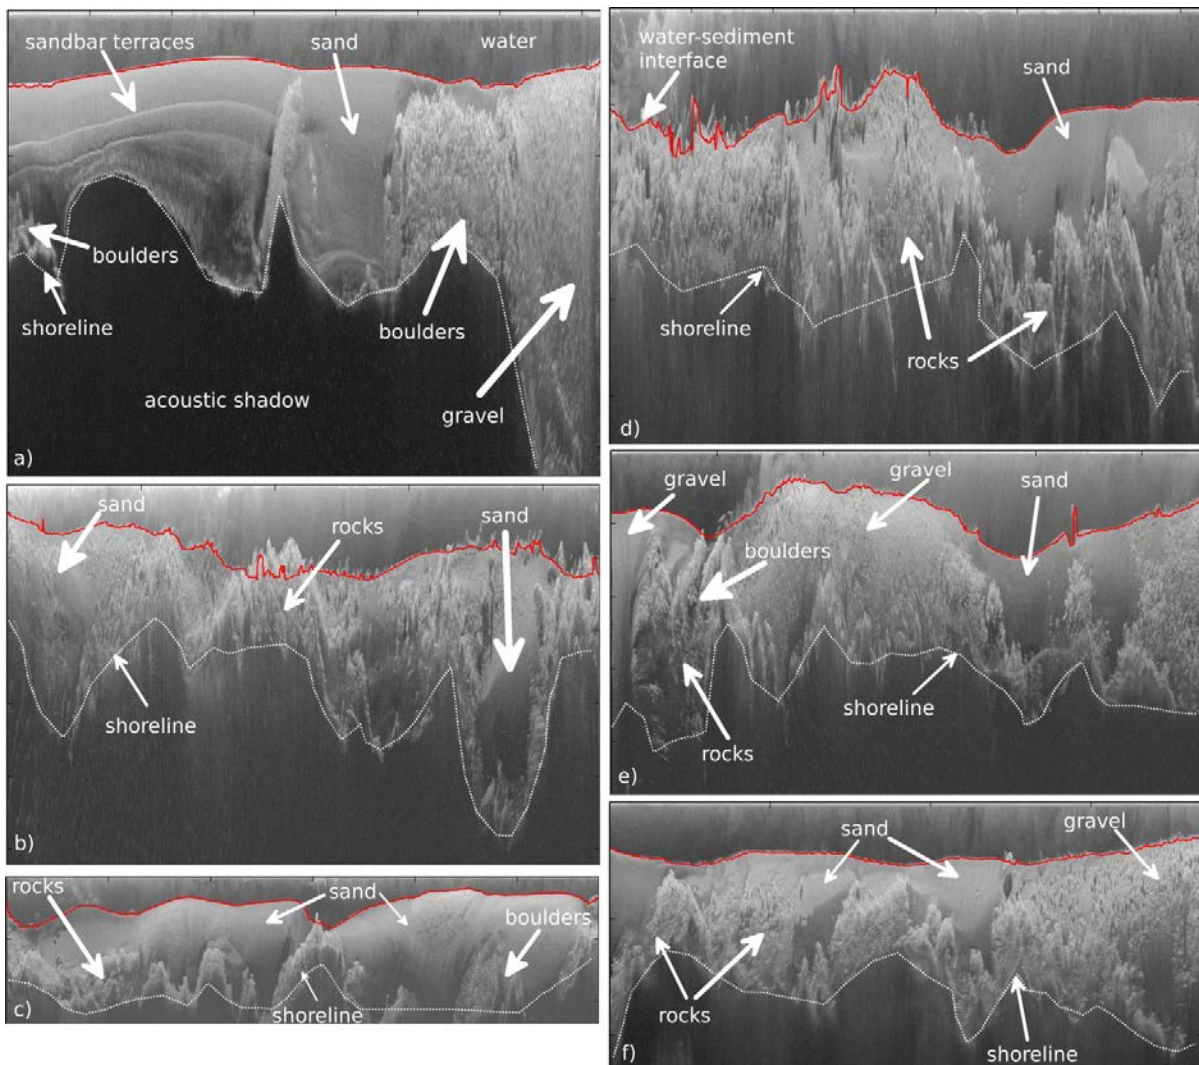 sandbar terraces
sand
water
boulders
shoreline
boulders
acoustic shadow
gravel
a)
sand
rocks
sand
shoreline
b)
rocks
sand
boulders
shoreline
c)
water-sediment
interface
sand
shoreline
rocks
d)
gravel
gravel
sand
boulders
shoreline
rocks
e)
sand
gravel
rocks
shoreline
f)